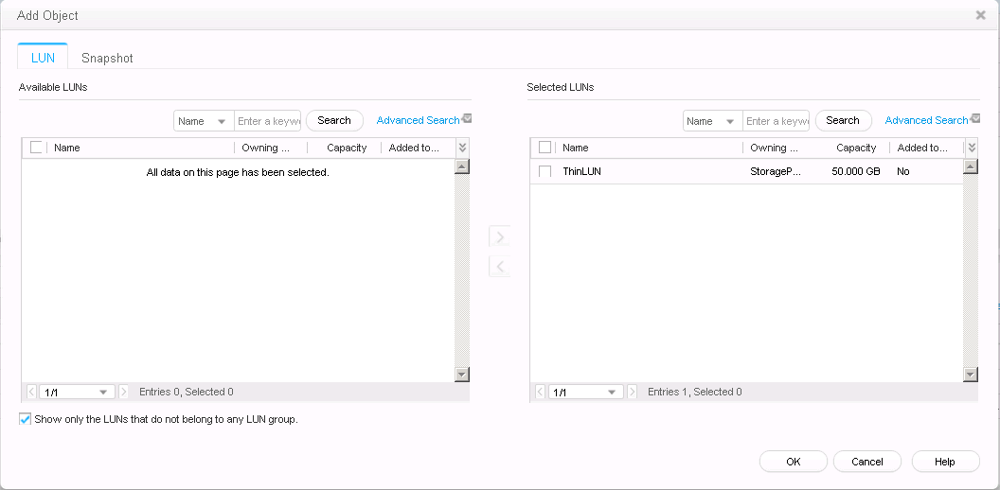 Add Object
LUN Snapshot
Available LUNs
Name Enter a keyw Search Advanced Search
Name Owning ... Capacity Added to...
All data on this page has been selected.
1/1 Entries 0, Selected 0
Show only the LUNs that do not belong to any LUN group.
Selected LUNs
Name Enter a keyw Search Advanced Search
Name Owning ... Capacity Added to...
ThinLUN StorageP... 50.000 GB No
1/1 Entries 1, Selected 0
OK Cancel Help